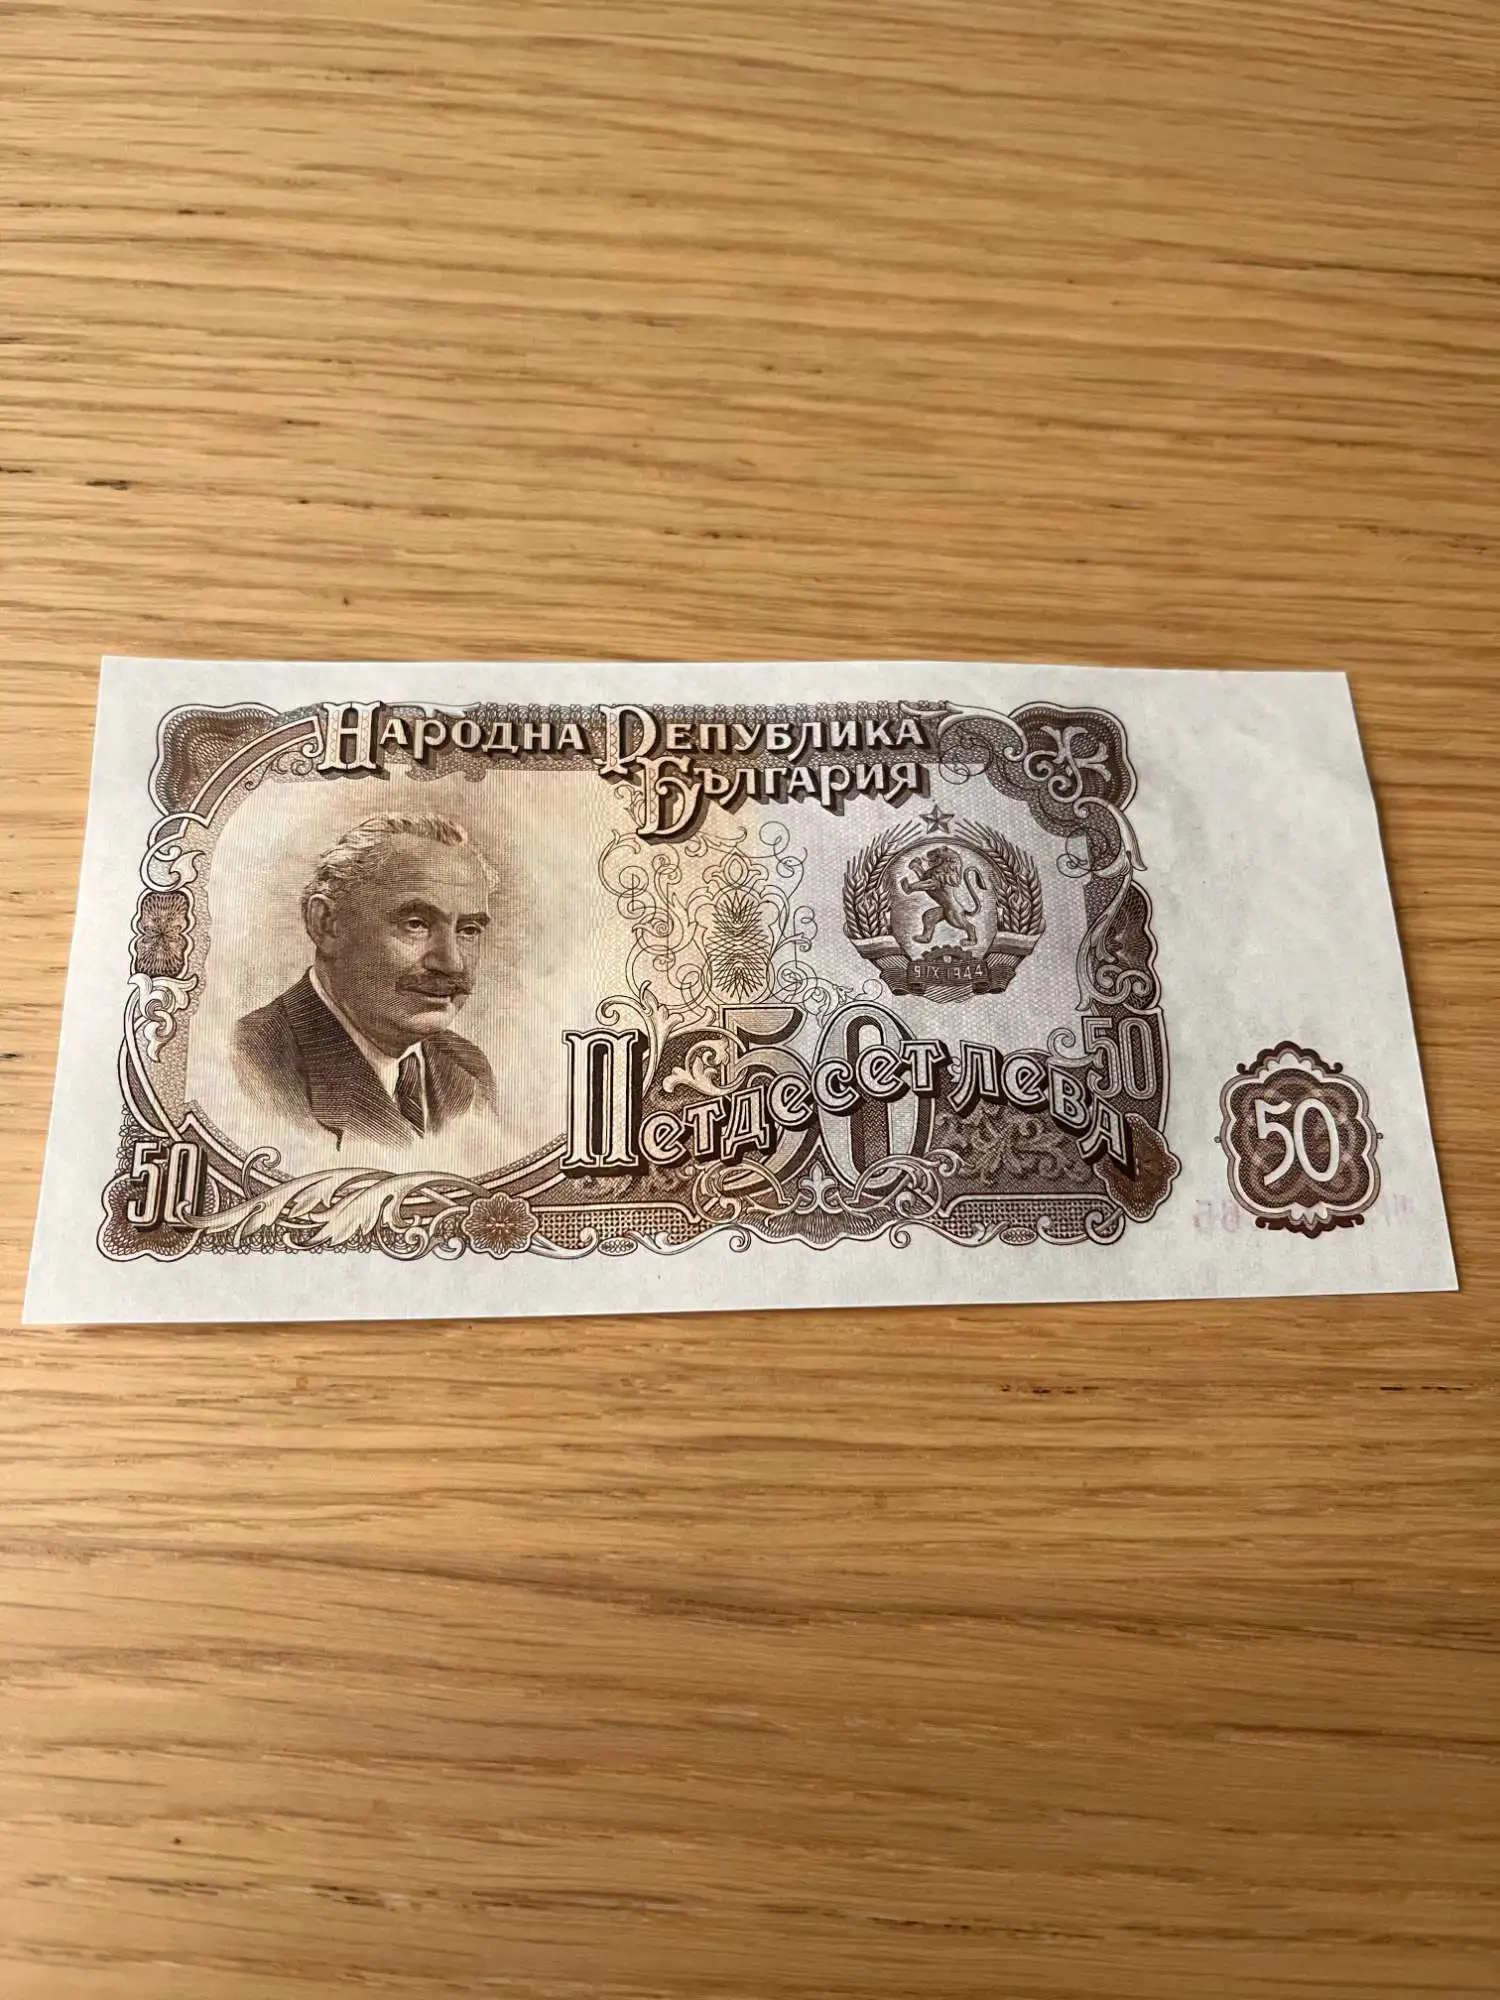 Народна Република
България
9 IX 1944
50
Петдесет лева
50
50
50